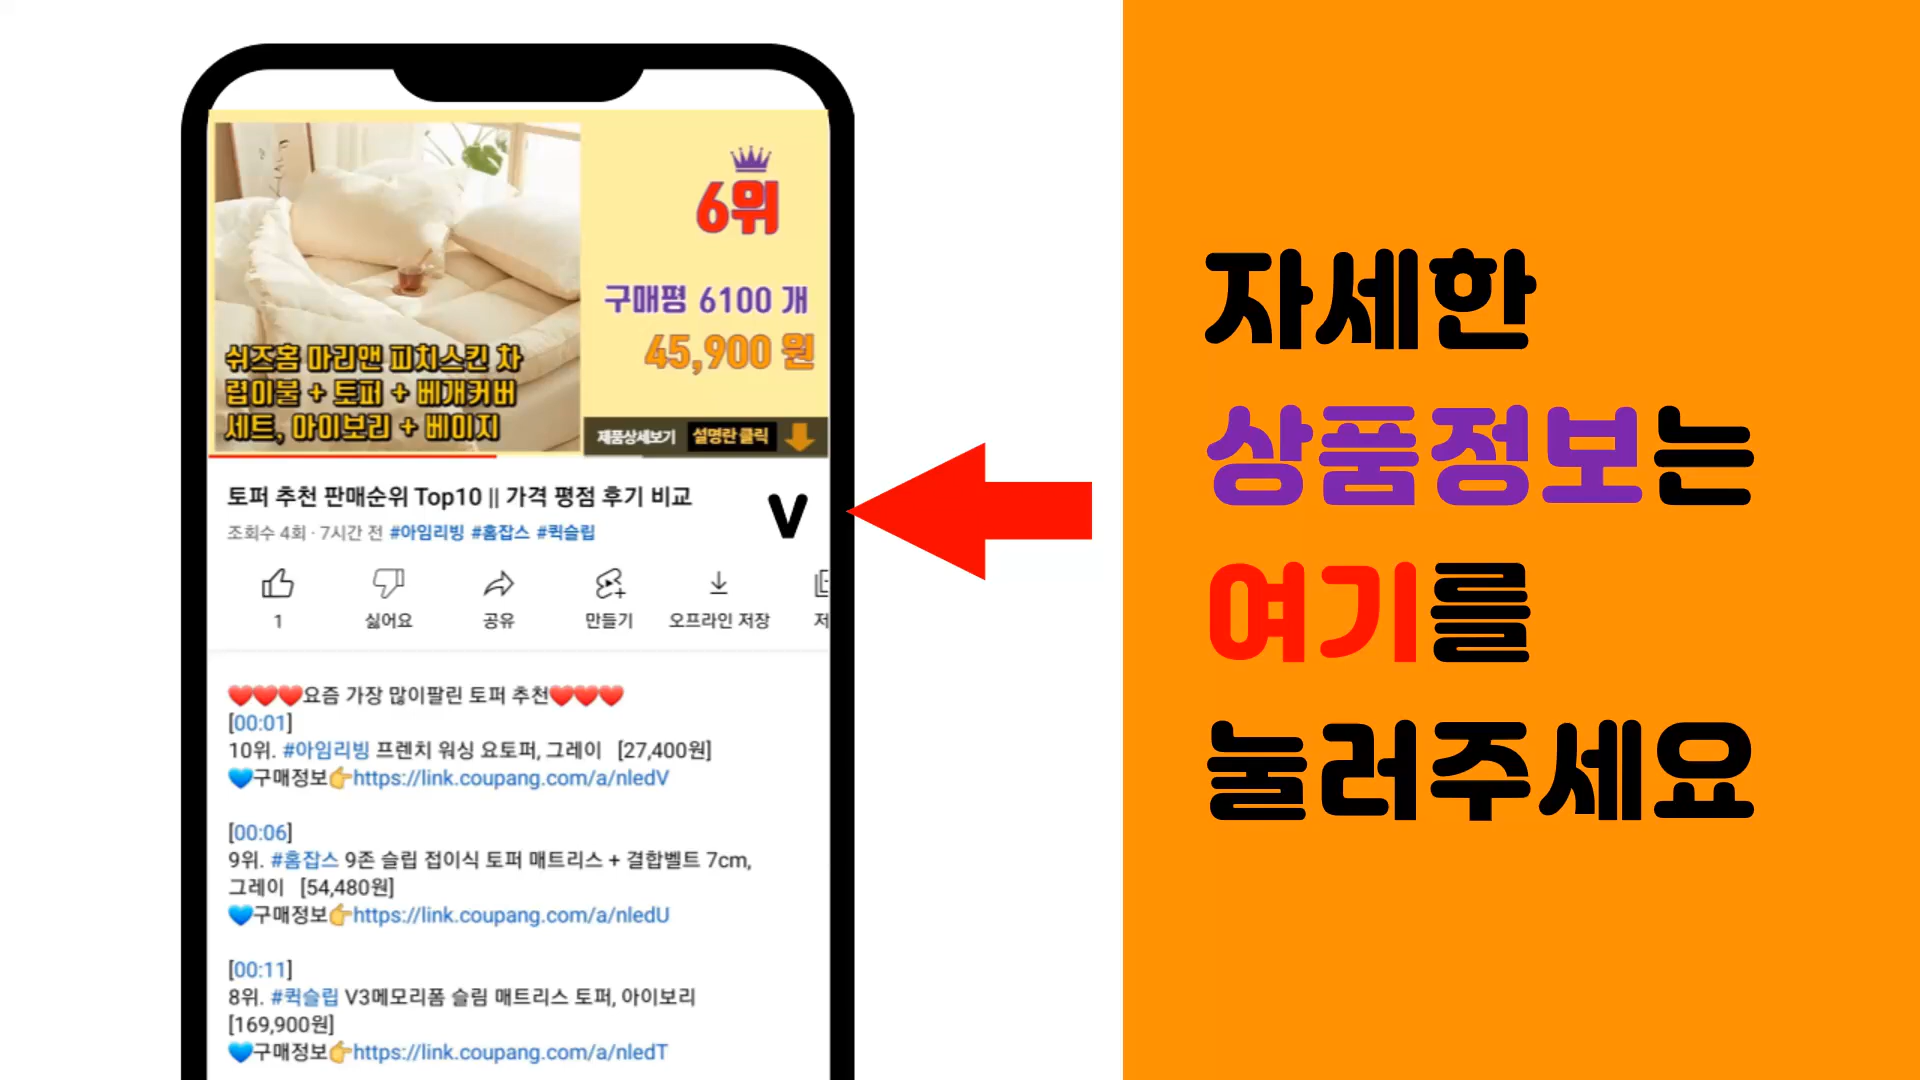 6위
구매평 6100 개
45,900 원
쉬즈홈 마리앤 피치스킨 차
렵이불 + 토퍼 + 베개커버
세트, 아이보리 + 베이지
제품상세보기 설명란 클릭
토퍼 추천 판매순위 Top10 || 가격 평점 후기 비교
V
조회수 4회 · 7시간 전 #아임리빙 #홈잡스 #퀵슬립
1 싫어요 공유 만들기 오프라인 저장 저
❤️❤️❤️요즘 가장 많이팔린 토퍼 추천❤️❤️❤️
[00:01]
10위. #아임리빙 프렌치 워싱 요토퍼, 그레이 [27,400원]
💙구매정보👉https://link.coupang.com/a/nledV
[00:06]
9위. #홈잡스 9존 슬립 접이식 토퍼 매트리스 + 결합벨트 7cm,
그레이 [54,480원]
💙구매정보👉https://link.coupang.com/a/nledU
[00:11]
8위. #퀵슬립 V3메모리폼 슬림 매트리스 토퍼, 아이보리
[169,900원]
💙구매정보👉https://link.coupang.com/a/nledT
자세한
상품정보는
여기를
눌러주세요